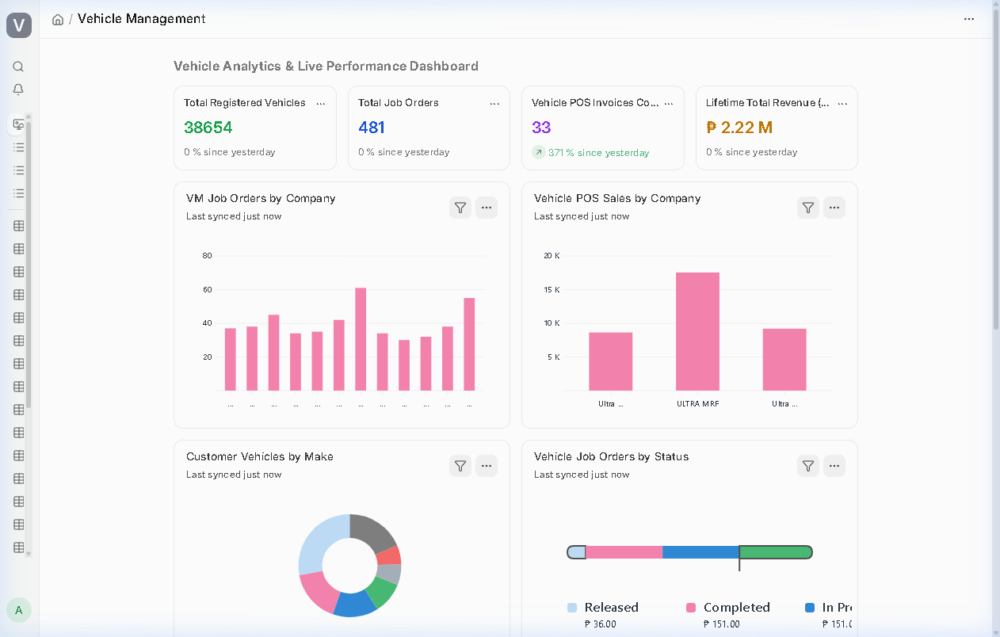 V
/ Vehicle Management
Vehicle Analytics & Live Performance Dashboard
Total Registered Vehicles
38654
0 % since yesterday
Total Job Orders
481
0 % since yesterday
Vehicle POS Invoices Co...
33
371 % since yesterday
Lifetime Total Revenue (...
₱ 2.22 M
0 % since yesterday
VM Job Orders by Company
Last synced just now
80
60
40
20
... ... ... ... ... ... ... ... ... ... ... ...
Vehicle POS Sales by Company
Last synced just now
20 K
15 K
10 K
5 K
Ultra ... ULTRA MRF Ultra ...
Customer Vehicles by Make
Last synced just now
Vehicle Job Orders by Status
Last synced just now
Released Completed In Pr
₱ 36.00 ₱ 151.00 ₱ 151.0
A